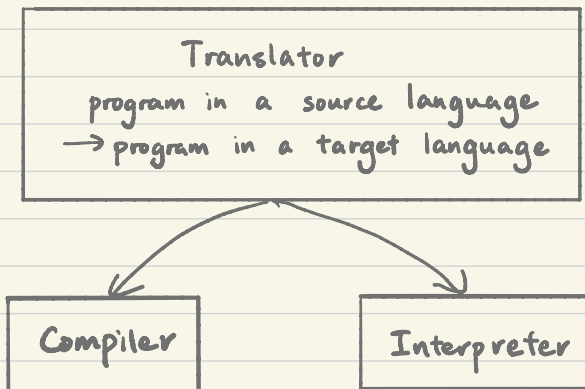 Translator
program in a source language
→ program in a target language
Compiler
Interpreter